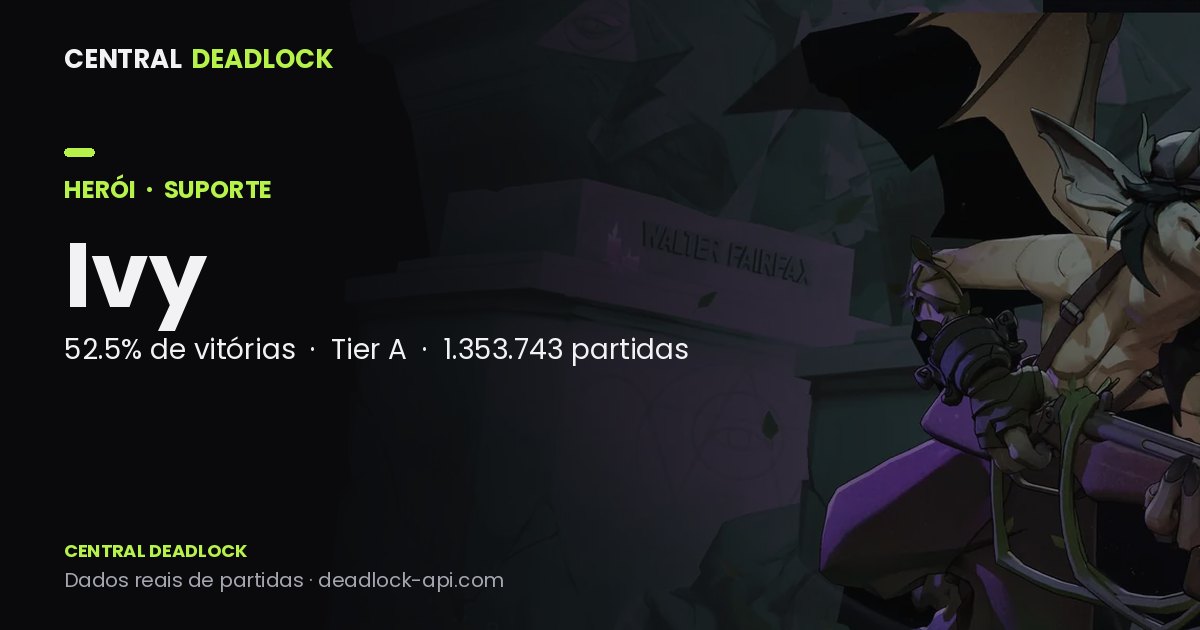 CENTRAL DEADLOCK
HERÓI · SUPORTE
Ivy
52.5% de vitórias · Tier A · 1.353.743 partidas
WALTER FAIRFAX
CENTRAL DEADLOCK
Dados reais de partidas · deadlock-api.com